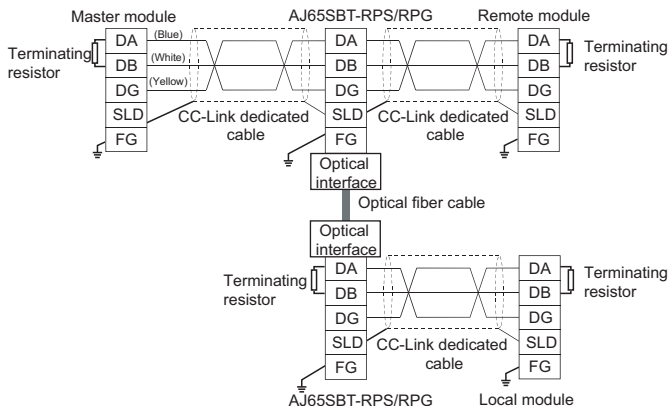 Master module
AJ65SBT-RPS/RPG
Remote module
Terminating
resistor
DA
DB
DG
SLD
FG
(Blue)
(White)
(Yellow)
CC-Link dedicated
cable
DA
DB
DG
SLD
FG
CC-Link dedicated
cable
DA
DB
DG
SLD
FG
Terminating
resistor
Optical
interface
Optical fiber cable
Optical
interface
Terminating
resistor
DA
DB
DG
SLD
FG
CC-Link dedicated
cable
DA
DB
DG
SLD
FG
Terminating
resistor
AJ65SBT-RPS/RPG
Local module